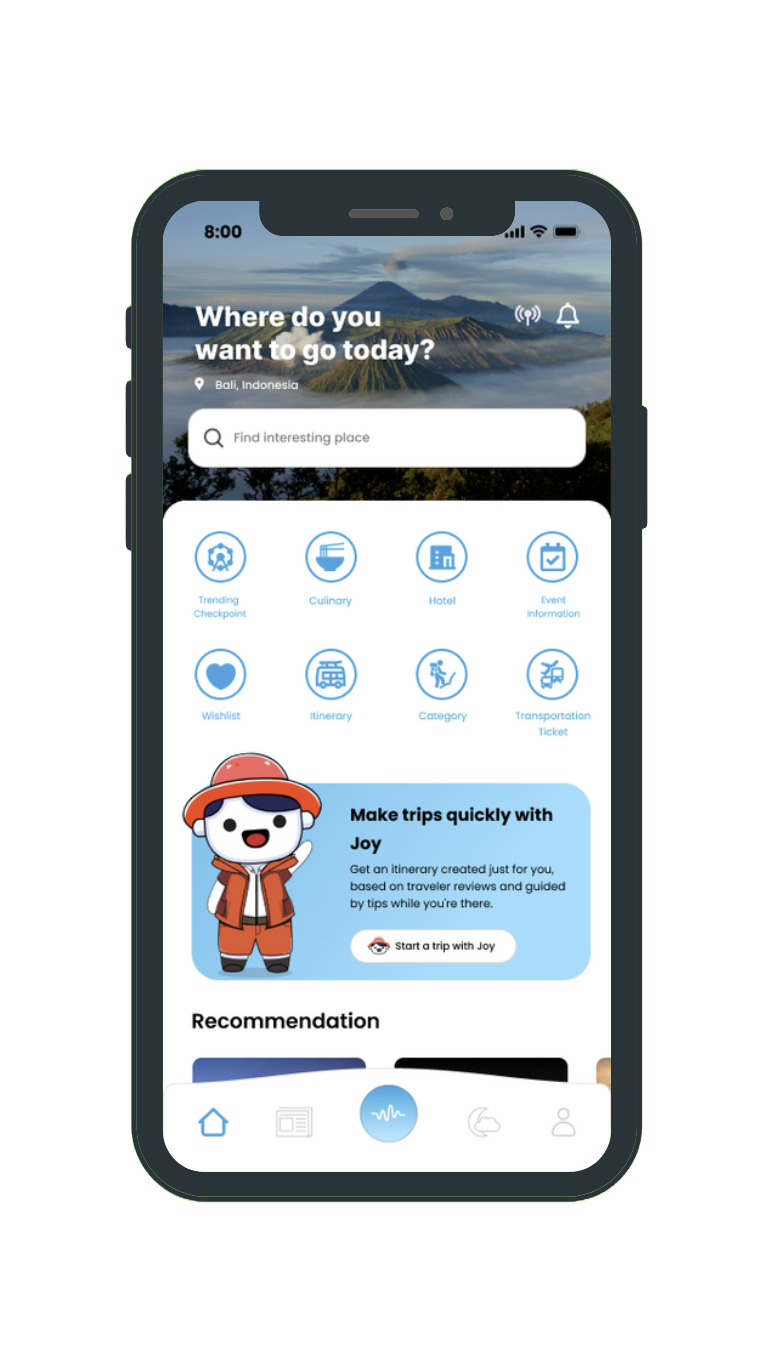 8:00
Where do you
want to go today?
Bali, Indonesia
Find interesting place
Trending
Checkpoint
Culinary
Hotel
Event
Information
Wishlist
Itinerary
Category
Transportation
Ticket
Make trips quickly with
Joy
Get an itinerary created just for you,
based on traveler reviews and guided
by tips while you're there.
Start a trip with Joy
Recommendation